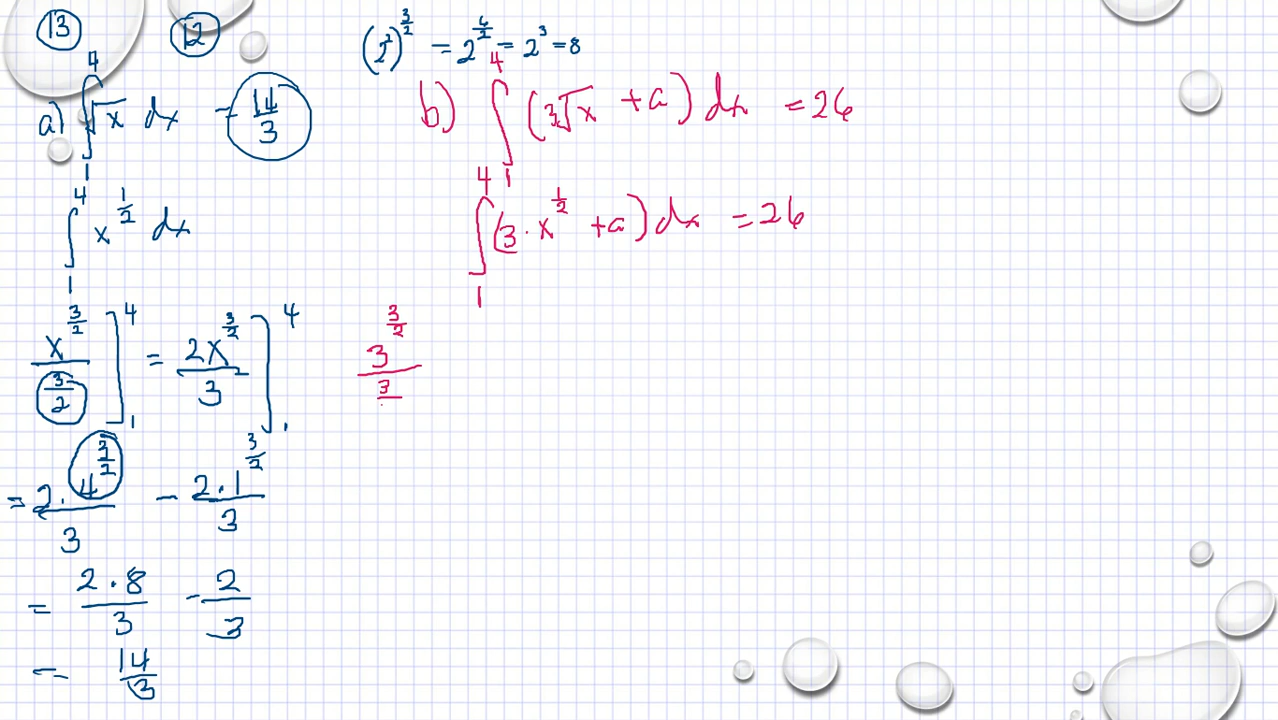 13 12
a) ∫₁⁴ √x dx = 14/3
∫₁⁴ x^(1/2) dx
x^(3/2) / (3/2) ]₁⁴ = 2x^(3/2) / 3 ]₁⁴
= 2·4^(3/2) / 3 - 2·1^(3/2) / 3
= 2·8 / 3 - 2/3
= 14/3
(2²)^(3/2) = 2^(6/2) = 2³ = 8
b) ∫₁⁴ (3√x + a) dx = 26
∫₁⁴ (3·x^(1/2) + a) dx = 26
3^(3/2)
3